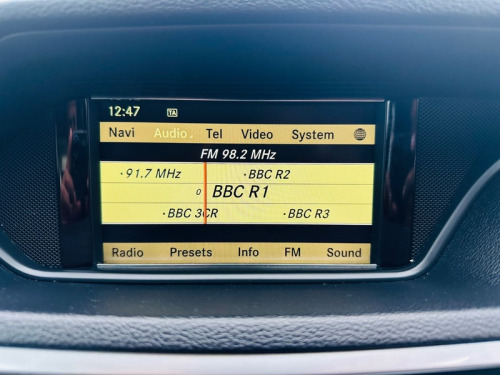 12:47 TA
Navi Audio Tel Video System
FM 98.2 MHz
·91.7 MHz ·BBC R2
0 BBC R1
·BBC 3CR ·BBC R3
Radio Presets Info FM Sound